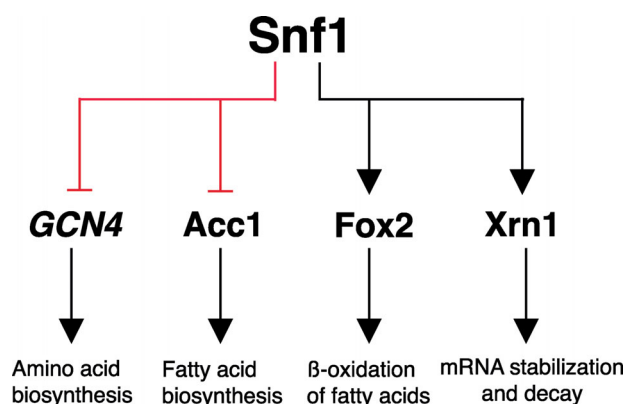 Snf1
GCN4 Acc1 Fox2 Xrn1
Amino acid
biosynthesis
Fatty acid
biosynthesis
ß-oxidation
of fatty acids
mRNA stabilization
and decay